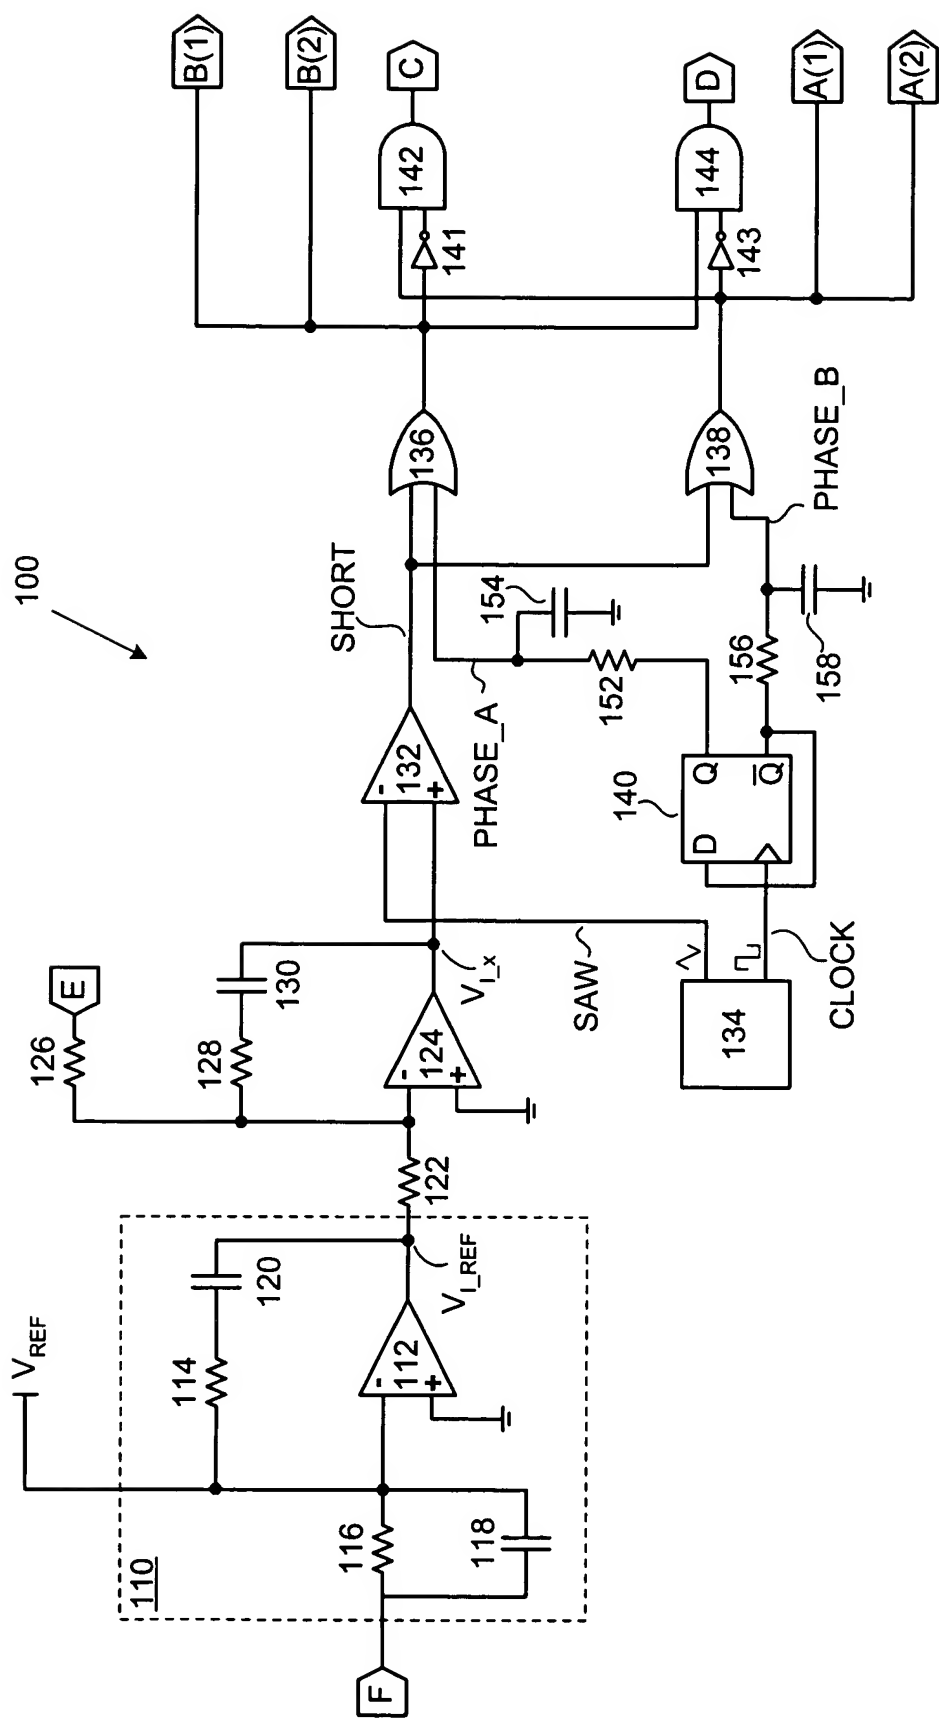 100
B(1)
B(2)
C
D
A(1)
A(2)
142
141
144
143
136
138
PHASE_B
SHORT
154
152
PHASE_A
156
158
132
-
+
140
D
Q
Q̅
E
126
128
130
V_I_x
124
-
+
SAW
134
CLOCK
122
V_REF
110
114
120
V_I_REF
112
-
+
116
118
F